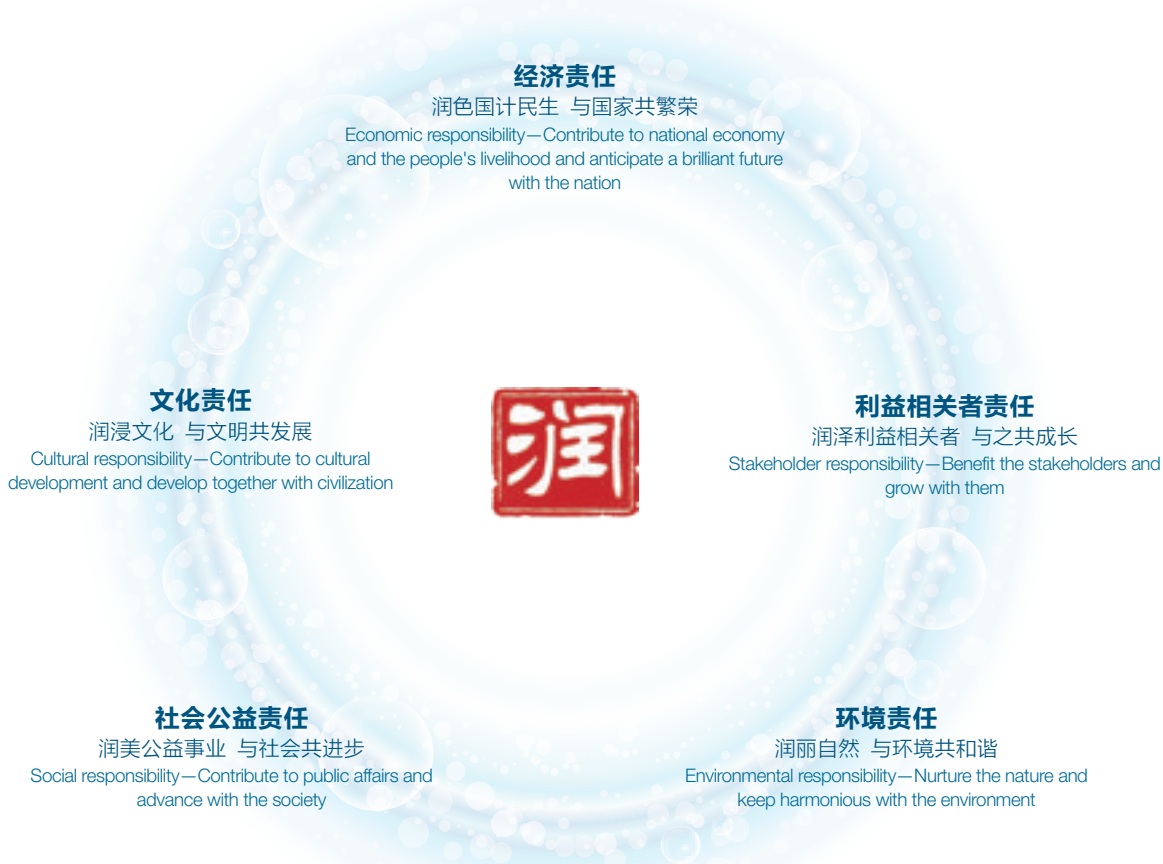 经济责任
润色国计民生 与国家共繁荣
Economic responsibility—Contribute to national economy
and the people's livelihood and anticipate a brilliant future
with the nation
文化责任
润浸文化 与文明共发展
Cultural responsibility—Contribute to cultural
development and develop together with civilization
润
利益相关者责任
润泽利益相关者 与之共成长
Stakeholder responsibility—Benefit the stakeholders and
grow with them
社会公益责任
润美公益事业 与社会共进步
Social responsibility—Contribute to public affairs and
advance with the society
环境责任
润丽自然 与环境共和谐
Environmental responsibility—Nurture the nature and
keep harmonious with the environment